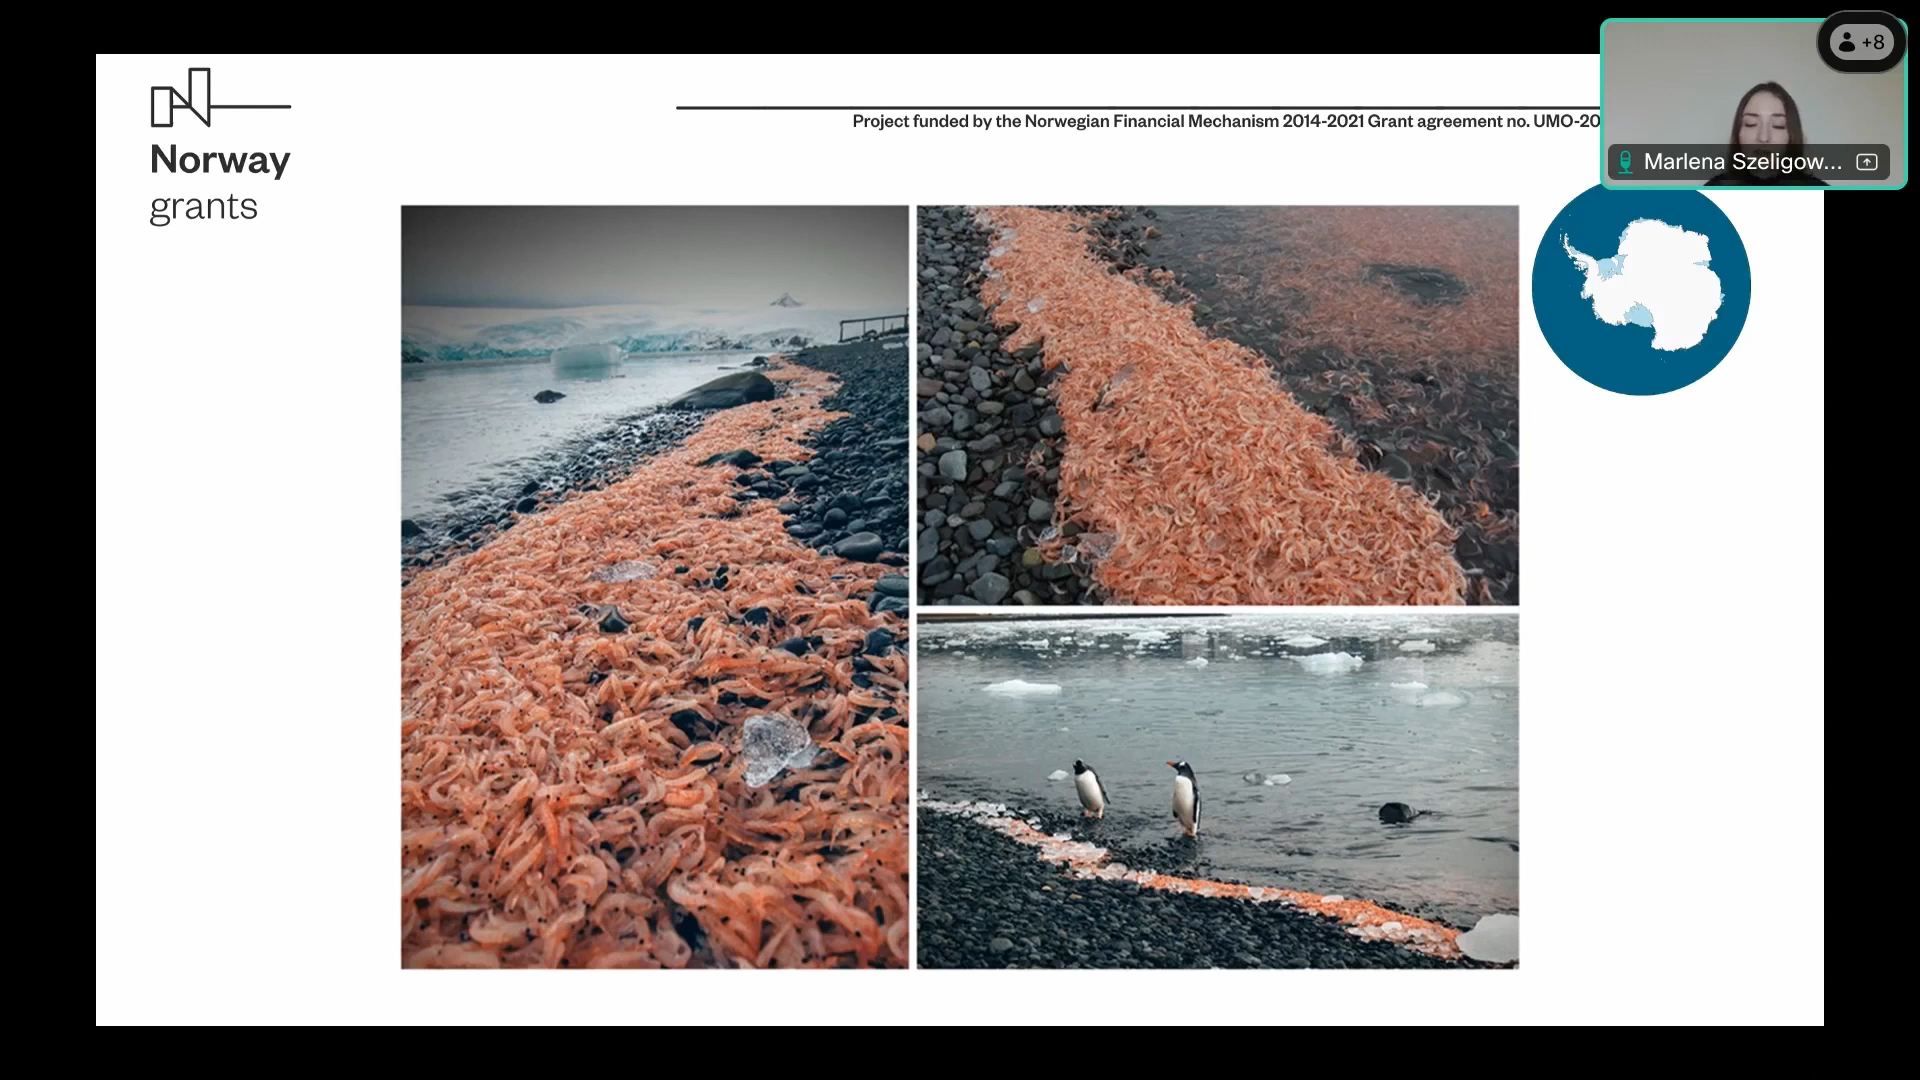 +8
Norway
grants
Project funded by the Norwegian Financial Mechanism 2014-2021 Grant agreement no. UMO-20
Marlena Szeligow...